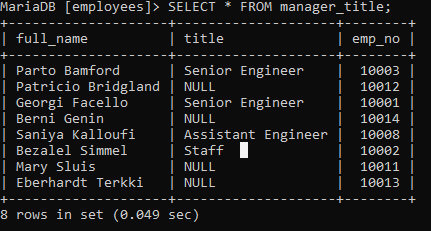 MariaDB [employees]> SELECT * FROM manager_title;
+--------------------+--------------------+--------+
| full_name          | title              | emp_no |
+--------------------+--------------------+--------+
| Parto Bamford      | Senior Engineer    |  10003 |
| Patricio Bridgland | NULL               |  10012 |
| Georgi Facello     | Senior Engineer    |  10001 |
| Berni Genin        | NULL               |  10014 |
| Saniya Kalloufi    | Assistant Engineer |  10008 |
| Bezalel Simmel     | Staff              |  10002 |
| Mary Sluis         | NULL               |  10011 |
| Eberhardt Terkki   | NULL               |  10013 |
+--------------------+--------------------+--------+
8 rows in set (0.049 sec)